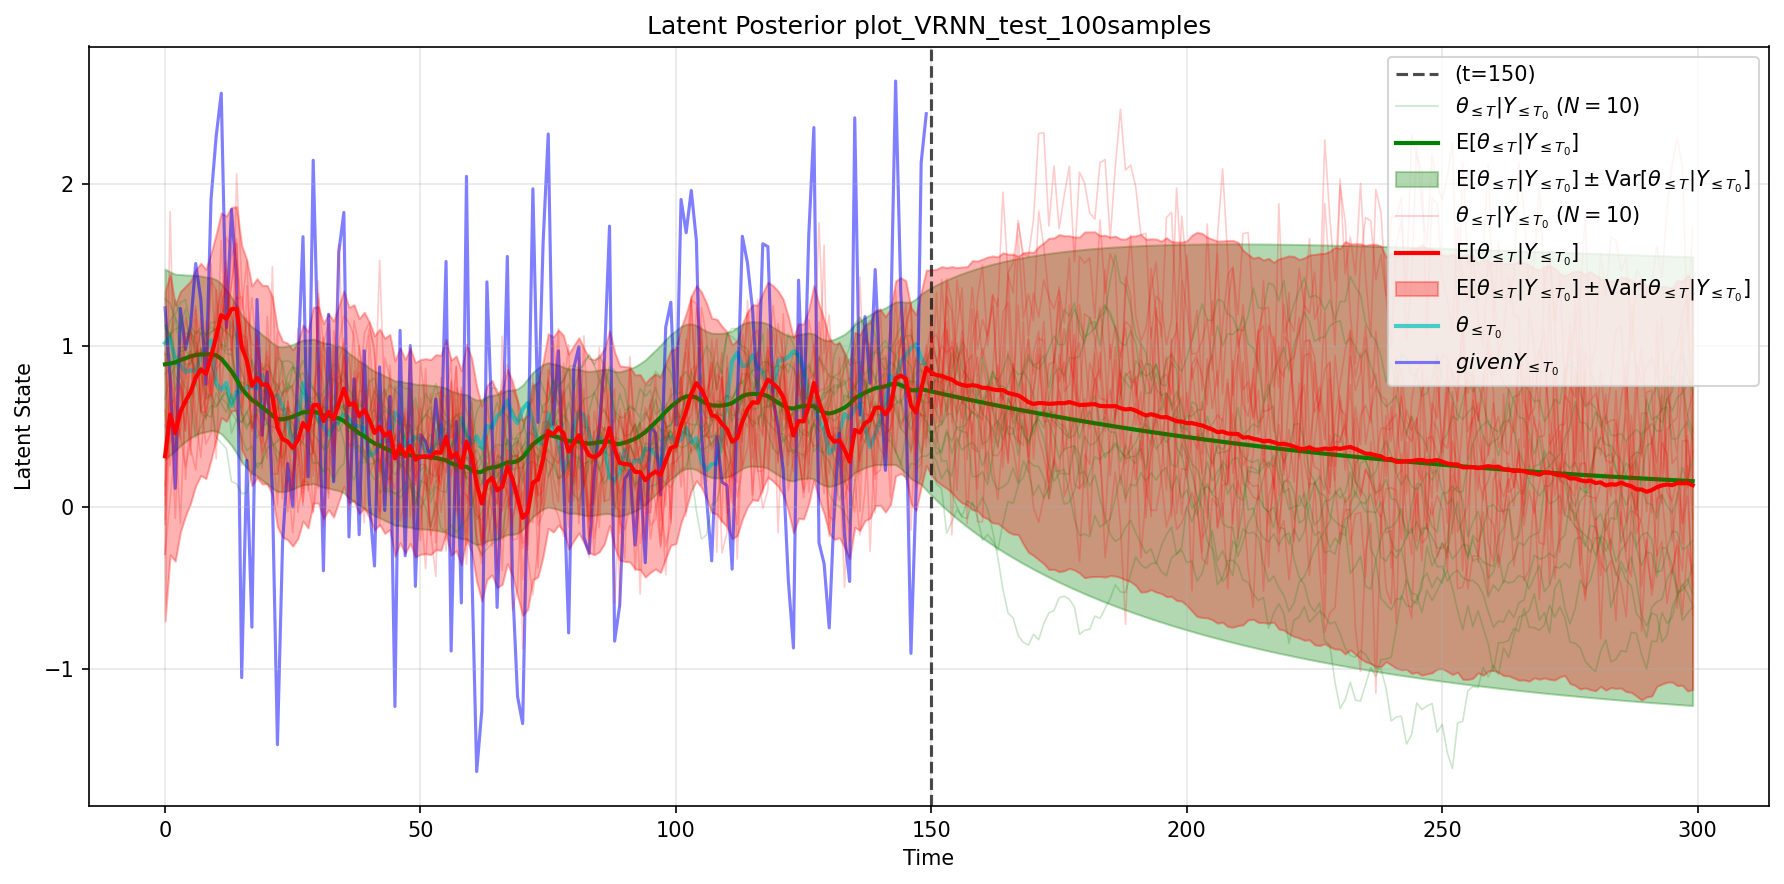 Latent Posterior plot_VRNN_test_100samples
Latent State
2
1
0
−1
0 50 100 150 200 250 300
Time
(t=150)
θ≤T|Y≤T₀ (N = 10)
E[θ≤T|Y≤T₀]
E[θ≤T|Y≤T₀] ± Var[θ≤T|Y≤T₀]
θ≤T|Y≤T₀ (N = 10)
E[θ≤T|Y≤T₀]
E[θ≤T|Y≤T₀] ± Var[θ≤T|Y≤T₀]
θ≤T₀
givenY≤T₀